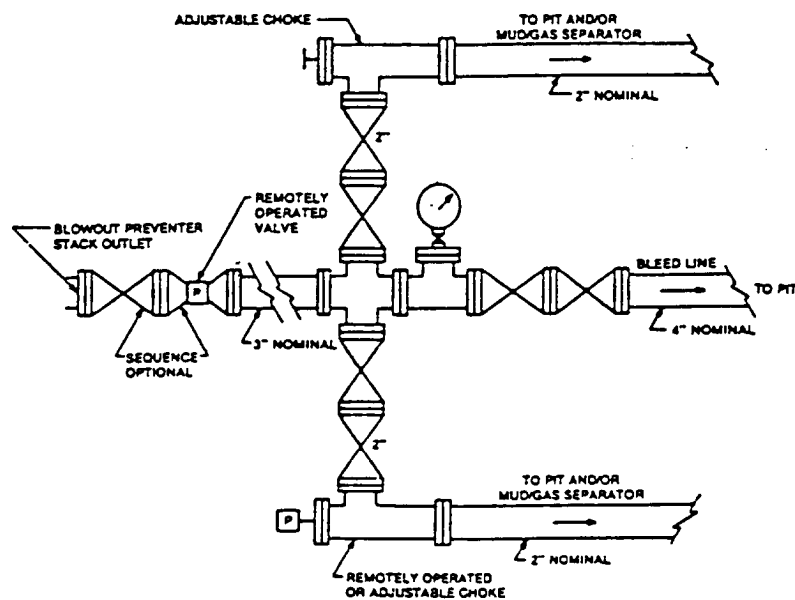 ADJUSTABLE CHOKE
TO PIT AND/OR
MUD/GAS SEPARATOR
2" NOMINAL
2"
REMOTELY
OPERATED
VALVE
BLOWOUT PREVENTER
STACK OUTLET
BLEED LINE
P
TO PIT
3" NOMINAL
4" NOMINAL
SEQUENCE
OPTIONAL
2"
TO PIT AND/OR
MUD/GAS SEPARATOR
P
2" NOMINAL
REMOTELY OPERATED
OR ADJUSTABLE CHOKE